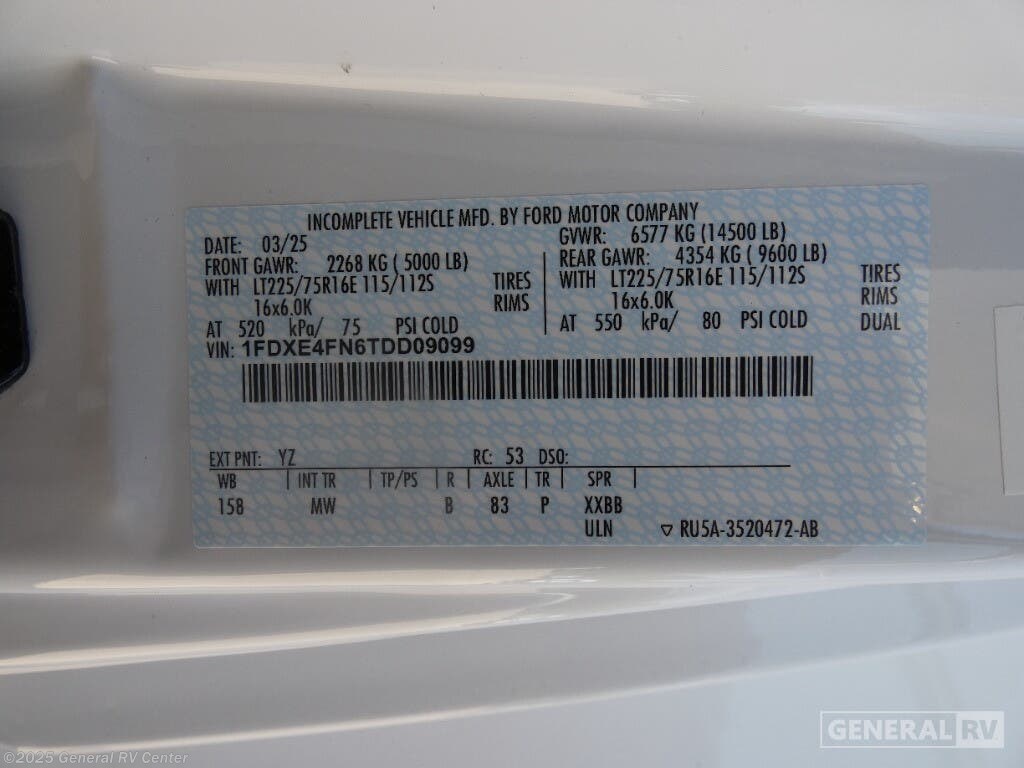 INCOMPLETE VEHICLE MFD. BY FORD MOTOR COMPANY
DATE: 03/25
FRONT GAWR: 2268 KG ( 5000 LB)
WITH LT225/75R16E 115/112S TIRES
16x6.0K RIMS
AT 520 kPa/ 75 PSI COLD
GVWR: 6577 KG (14500 LB)
REAR GAWR: 4354 KG ( 9600 LB)
WITH LT225/75R16E 115/112S TIRES
16x6.0K RIMS
AT 550 kPa/ 80 PSI COLD DUAL
VIN: 1FDXE4FN6TDD09099
EXT PNT: YZ RC: 53 DSO:
WB INT TR TP/PS R AXLE TR SPR
158 MW B 83 P XXBB
ULN RU5A-3520472-AB
GENERAL RV
©2025 General RV Center